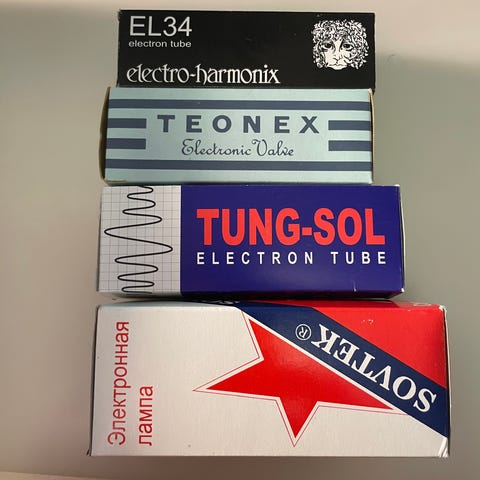 EL34
electron tube
electro-harmonix
TEONEX
Electronic Valve
TUNG-SOL
ELECTRON TUBE
SOVTEK ®
Электронная
лампа